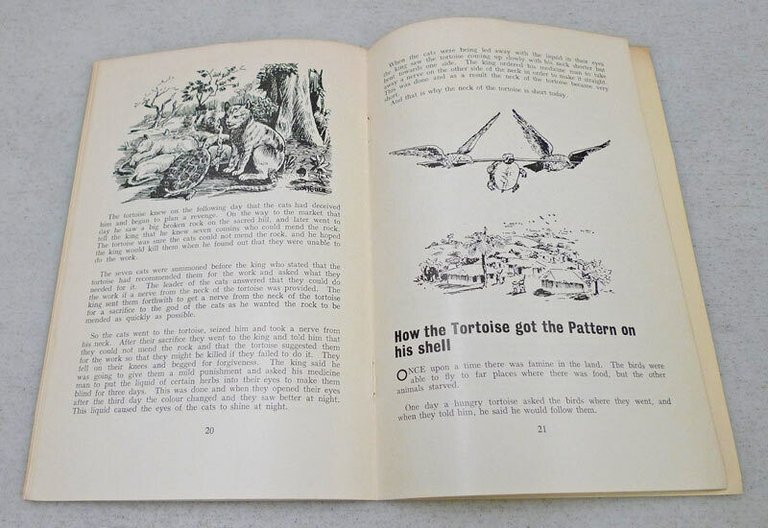 The tortoise knew on the following day that the cats had deceived
him and began to plan a revenge. On the way to the market that
day he saw a big broken rock on the sacred hill, and later went to
tell the king that he knew seven cousins who could mend the rock.
The tortoise was sure the cats could not mend the rock, and he hoped
the king would kill them when he found out that they were unable to
do the work.
The seven cats were summoned before the king who stated that the
tortoise had recommended them for the work and asked what they
needed for it. The leader of the cats answered that they could do
the work if a nerve from the neck of the tortoise was provided. The
king sent them forthwith to get a nerve from the neck of the tortoise
for a sacrifice to the god of the cats as he wanted the rock to be
mended as quickly as possible.
So the cats went to the tortoise, seized him and took a nerve from
his neck. After their sacrifice they went to the king and told him that
they could not mend the rock and that the tortoise suggested them
for the work so that they might be killed if they failed to do it. They
fell on their knees and begged for forgiveness. The king said he
was going to give them a mild punishment and asked his medicine
man to put the liquid of certain herbs into their eyes to make them
blind for three days. This was done and when they opened their eyes
after the third day the colour changed and they saw better at night.
This liquid caused the eyes of the cats to shine at night.
20
When the cats were being led away with the liquid in their eyes
the king saw the tortoise coming up slowly with his neck shorter but
bent towards one side. The king ordered his medicine man to take
away a nerve on the other side of the neck in order to make it straight
This was done and as a result the neck of the tortoise became very
short.
And that is why the neck of the tortoise is short today.
How the Tortoise got the Pattern on
his shell
ONCE upon a time there was famine in the land. The birds were
able to fly to far places where there was food, but the other
animals starved.
One day a hungry tortoise asked the birds where they went, and
when they told him, he said he would follow them.
21